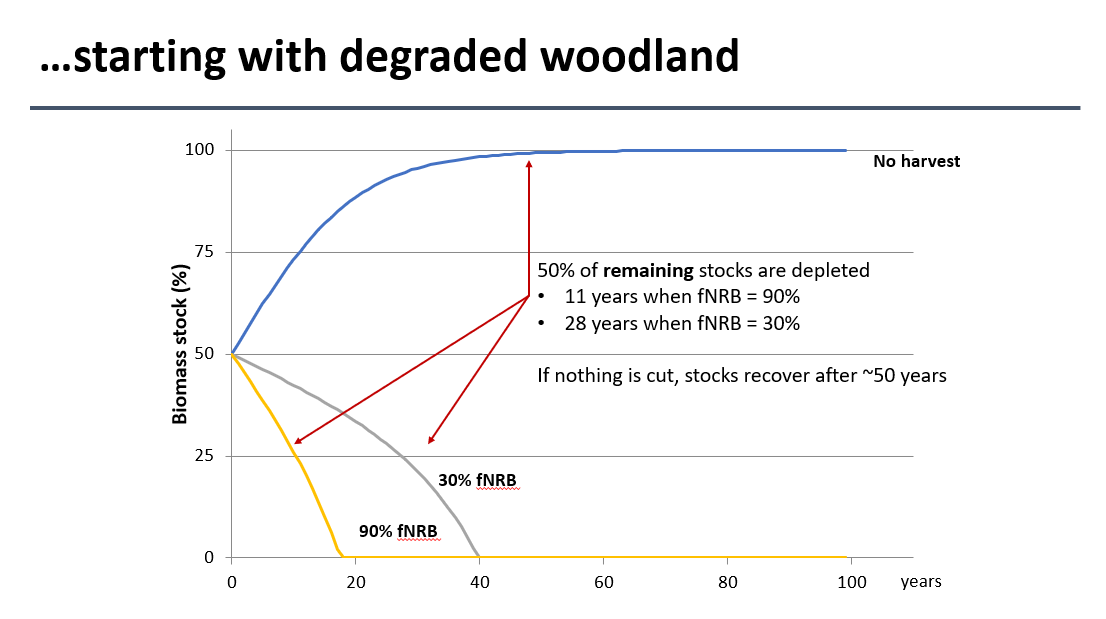 …starting with degraded woodland
100
No harvest
75
50% of remaining stocks are depleted
• 11 years when fNRB = 90%
• 28 years when fNRB = 30%
Biomass stock (%)
50
If nothing is cut, stocks recover after ~50 years
25
30% fNRB
90% fNRB
0
0 20 40 60 80 100 years